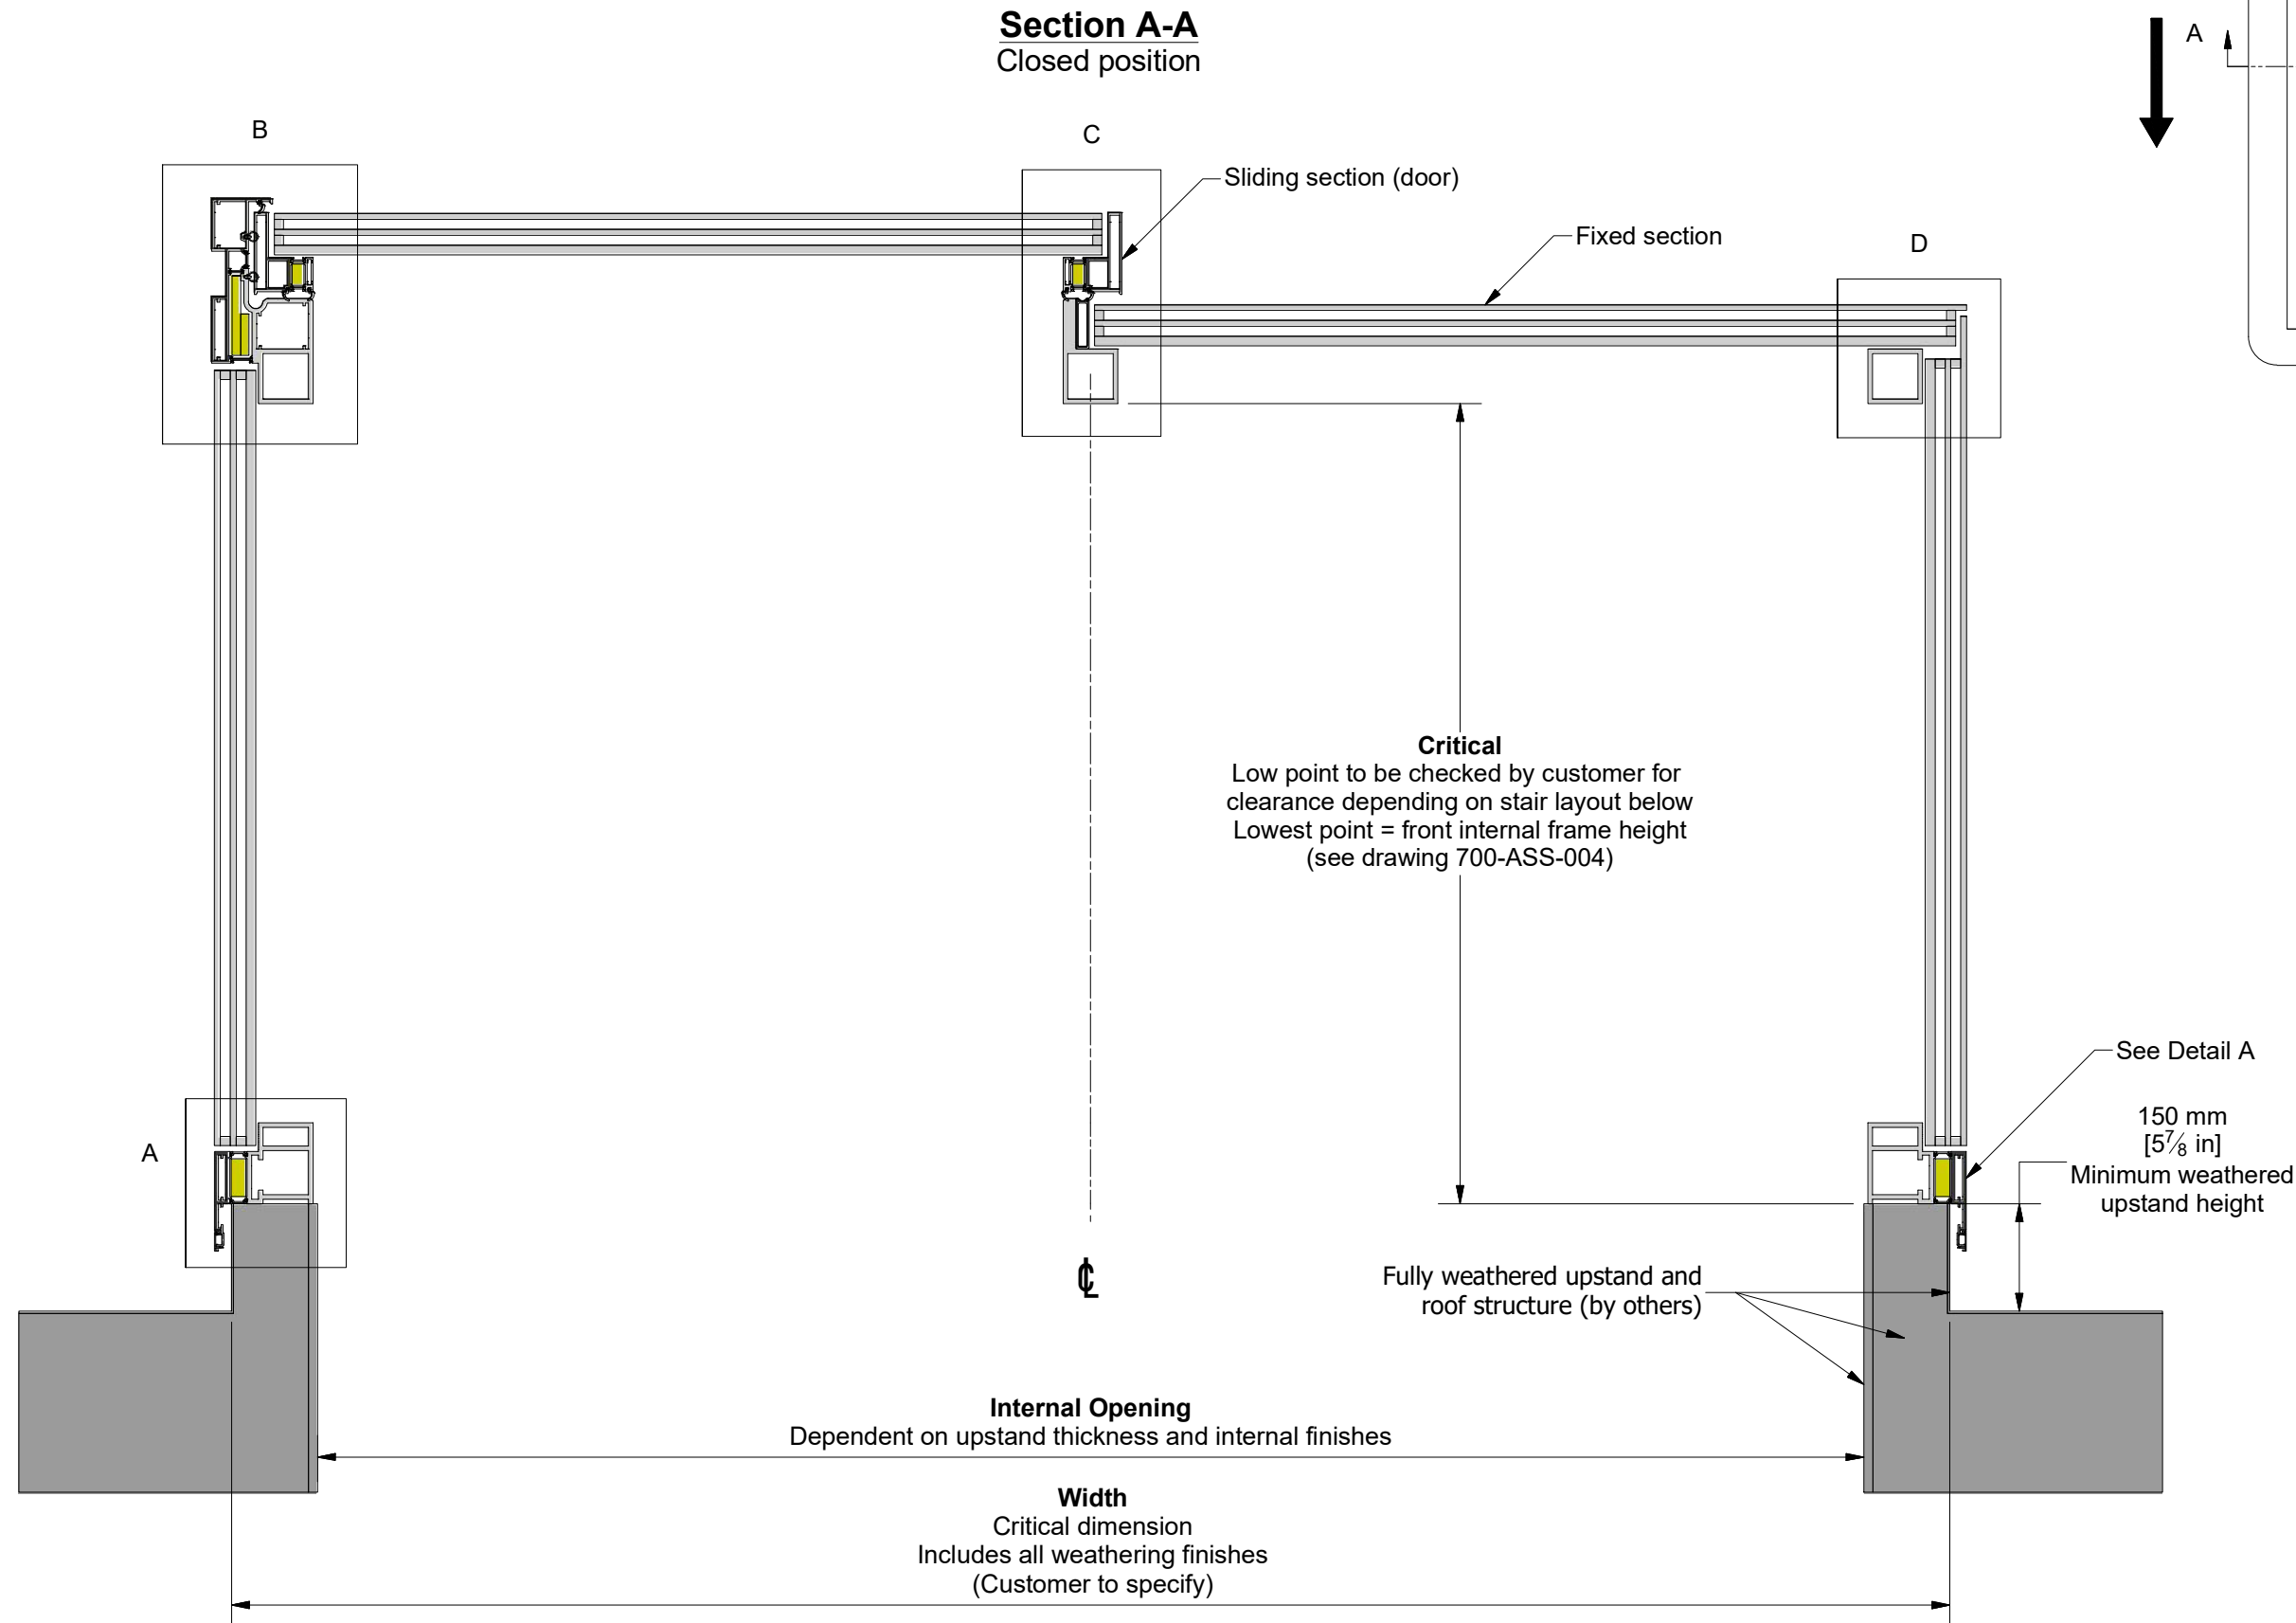 Section A-A
Closed position
A
B
C
Sliding section (door)
Fixed section
D
Critical
Low point to be checked by customer for
clearance depending on stair layout below
Lowest point = front internal frame height
(see drawing 700-ASS-004)
See Detail A
A
150 mm
[5 7/8 in]
Minimum weathered
upstand height
℄
Fully weathered upstand and
roof structure (by others)
Internal Opening
Dependent on upstand thickness and internal finishes
Width
Critical dimension
Includes all weathering finishes
(Customer to specify)